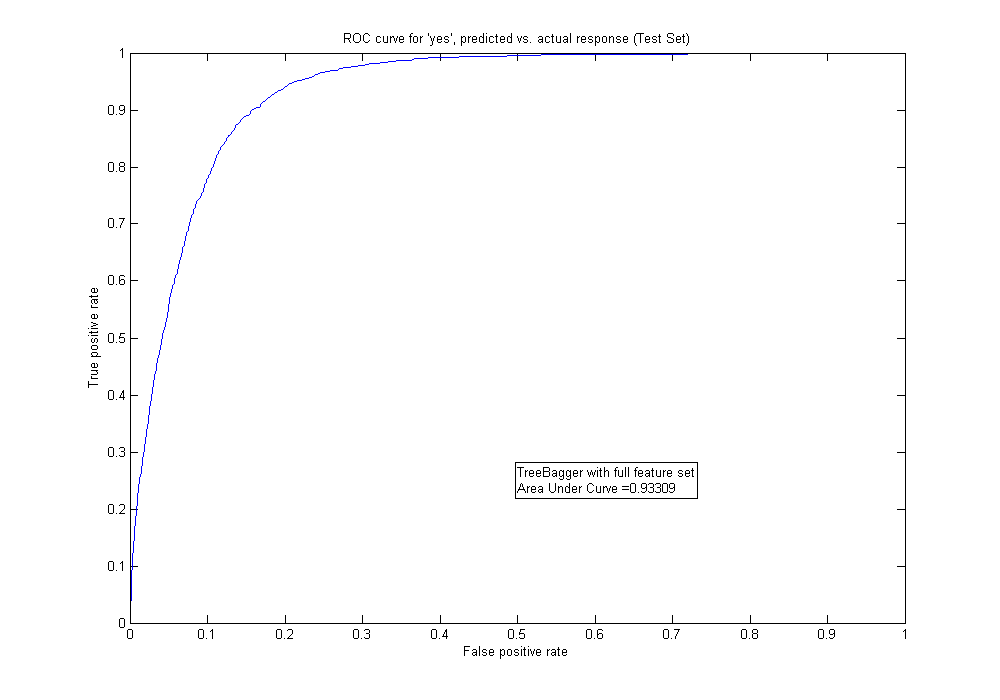 ROC curve for 'yes', predicted vs. actual response (Test Set)
1
0.9
0.8
0.7
0.6
0.5
0.4
0.3
0.2
0.1
0
True positive rate
TreeBagger with full feature set
Area Under Curve =0.93309
0 0.1 0.2 0.3 0.4 0.5 0.6 0.7 0.8 0.9 1
False positive rate